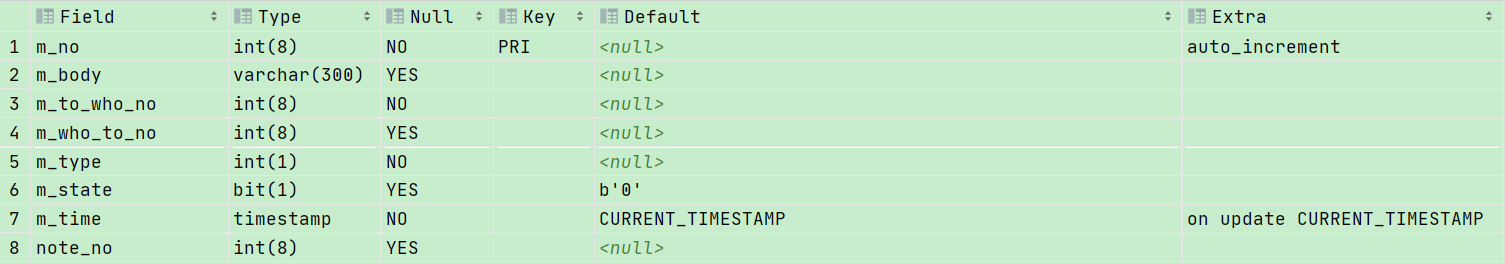 Field Type Null Key Default Extra
1 m_no int(8) NO PRI <null> auto_increment
2 m_body varchar(300) YES <null>
3 m_to_who_no int(8) NO <null>
4 m_who_to_no int(8) YES <null>
5 m_type int(1) NO <null>
6 m_state bit(1) YES b'0'
7 m_time timestamp NO CURRENT_TIMESTAMP on update CURRENT_TIMESTAMP
8 note_no int(8) YES <null>